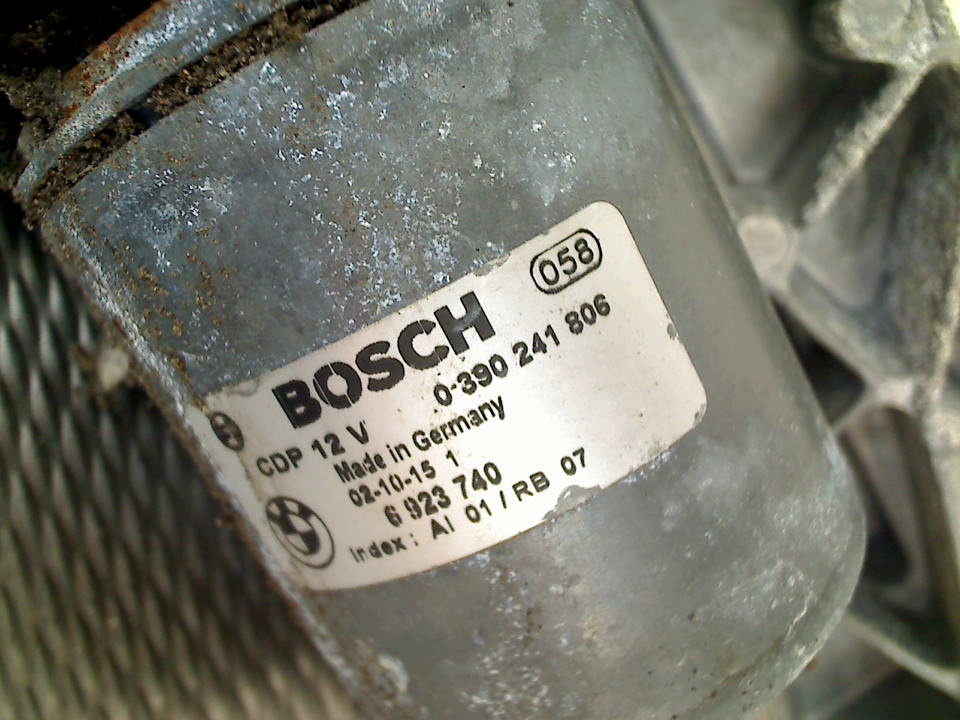 058
BOSCH
0-390 241 806
CDP 12 V
Made in Germany
02-10-15 1
6 923 740
Index : AI 01 / RB 07